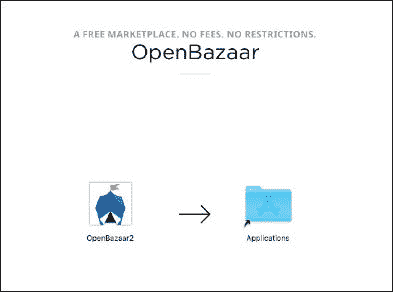 A FREE MARKETPLACE. NO FEES. NO RESTRICTIONS.
OpenBazaar
OpenBazaar2
Applications